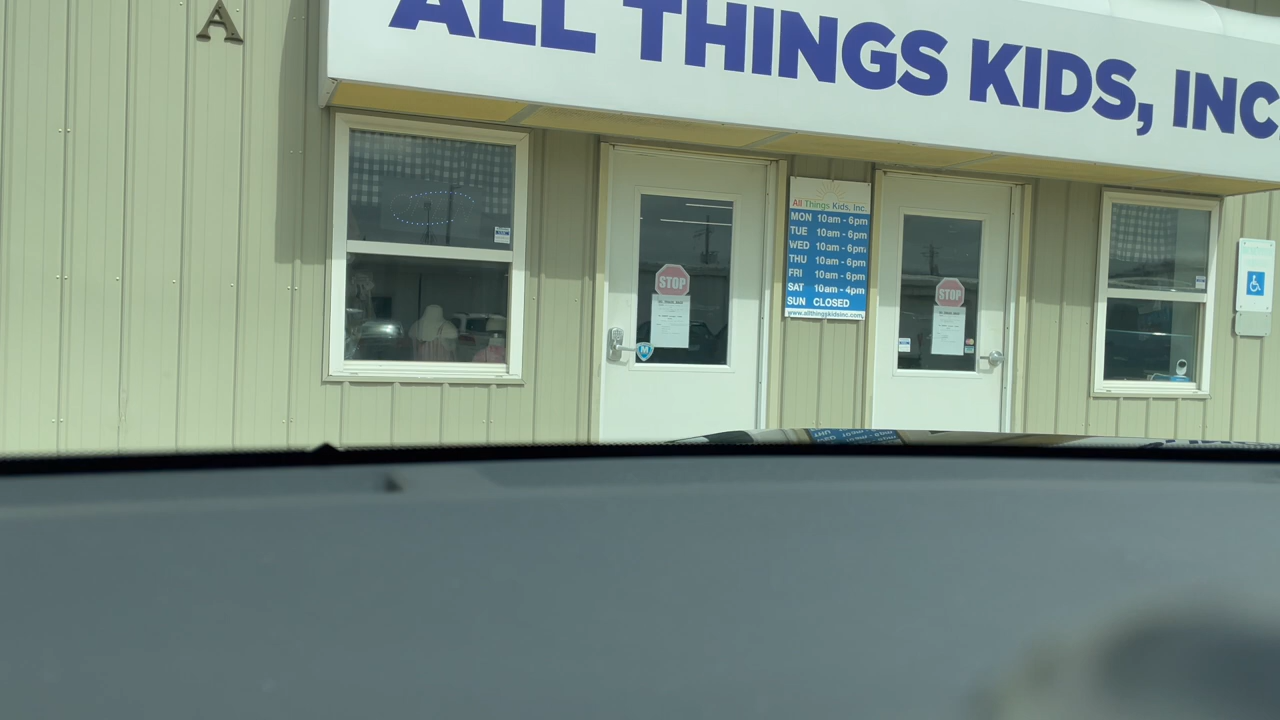 A
ALL THINGS KIDS, INC
All Things Kids, Inc.
MON 10am - 6pm
TUE 10am - 6pm
WED 10am - 6pm
THU 10am - 6pm
FRI 10am - 6pm
SAT 10am - 4pm
SUN CLOSED
www.allthingskidsinc.com
STOP
STOP
M